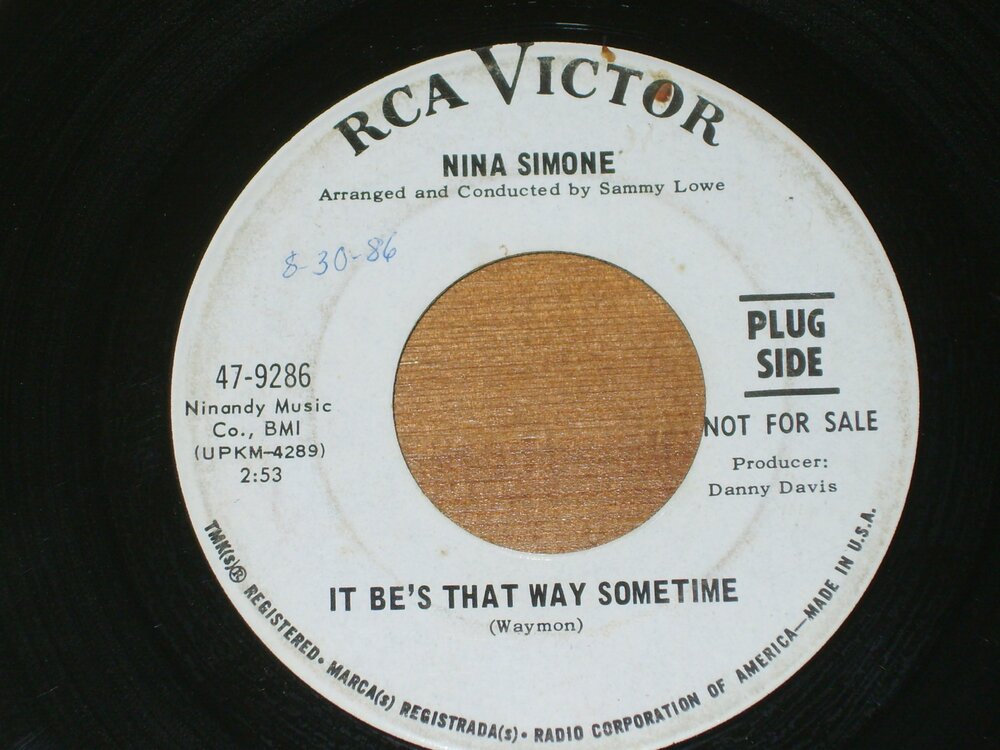 RCA VICTOR
NINA SIMONE
Arranged and Conducted by Sammy Lowe
8-30-86
PLUG
SIDE
47-9286
Ninandy Music
Co., BMI
(UPKM-4289)
2:53
NOT FOR SALE
Producer:
Danny Davis
IT BE'S THAT WAY SOMETIME
(Waymon)
TMK(s)® REGISTERED • MARCA(s) REGISTRADA(s) • RADIO CORPORATION OF AMERICA—MADE IN U.S.A.